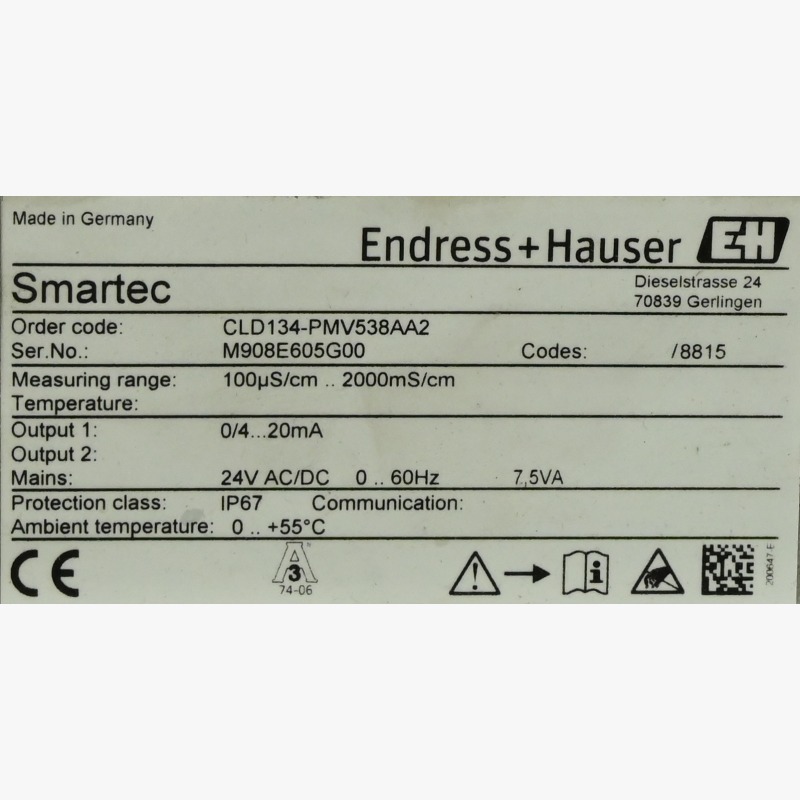 Made in Germany
Endress+Hauser EH
Smartec
Dieselstrasse 24
70839 Gerlingen
Order code: CLD134-PMV538AA2
Ser.No.: M908E605G00 Codes: /8815
Measuring range: 100µS/cm .. 2000mS/cm
Temperature:
Output 1: 0/4...20mA
Output 2:
Mains: 24V AC/DC 0 .. 60Hz 7,5VA
Protection class: IP67 Communication:
Ambient temperature: 0 .. +55°C
CE
3
74-06
i
200647-E